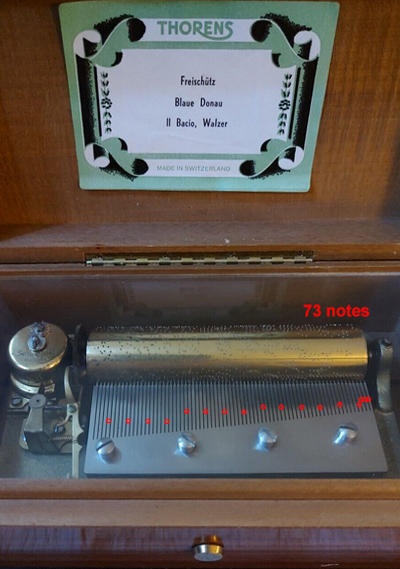 THORENS
Freischütz
Blaue Donau
Il Bacio, Walzer
MADE IN SWITZERLAND
73 notes